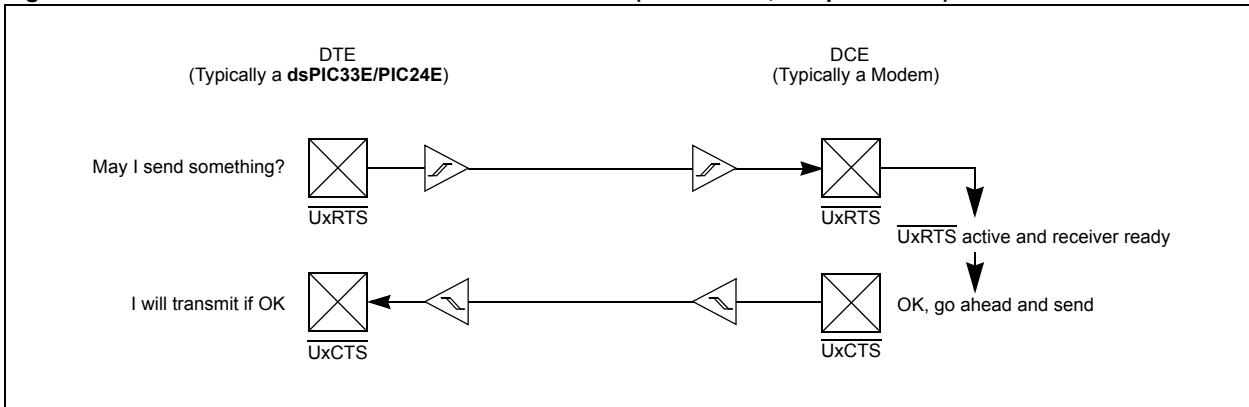 DTE
(Typically a dsPIC33E/PIC24E)
DCE
(Typically a Modem)
May I send something?
UxRTS
UxRTS
UxRTS active and receiver ready
I will transmit if OK
OK, go ahead and send
UxCTS
UxCTS